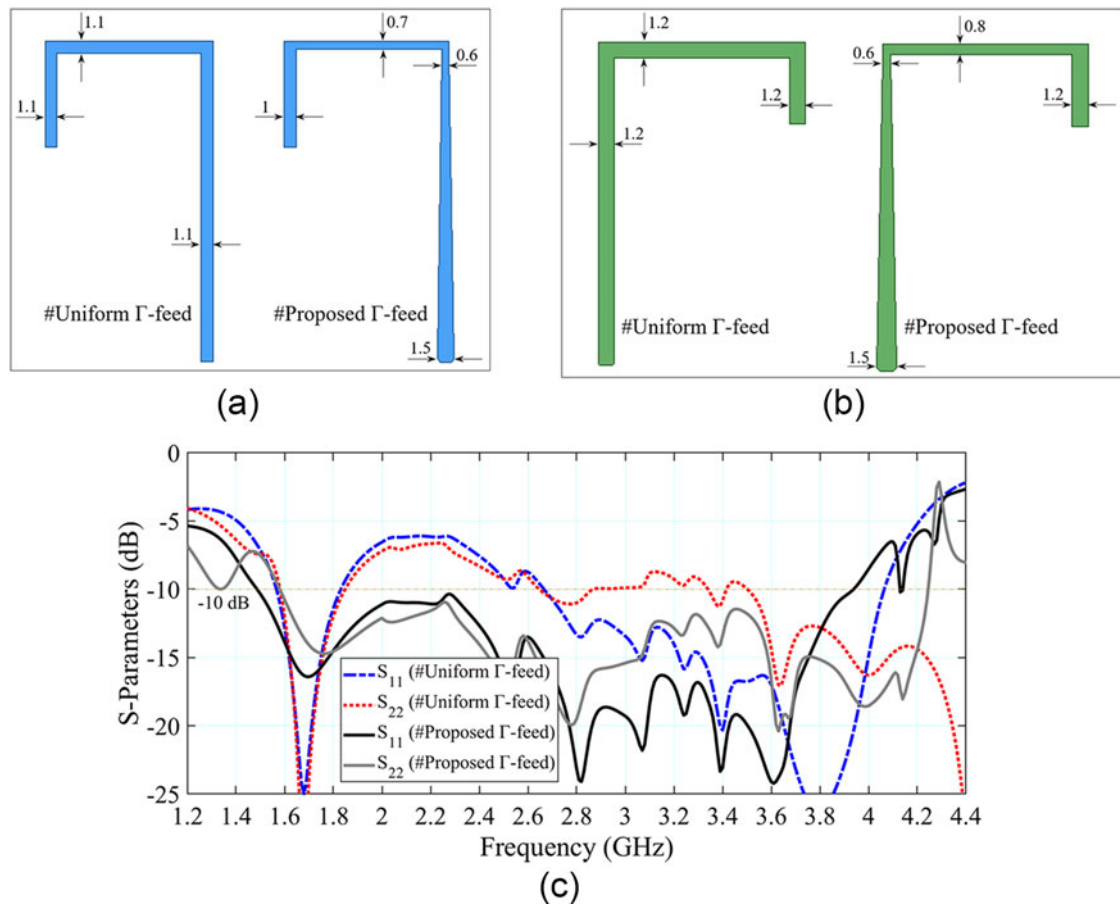 1.1
0.7
0.6
1.1
1
1.1
#Uniform Γ-feed
#Proposed Γ-feed
1.5
(a)
1.2
0.8
0.6
1.2
1.2
1.2
#Uniform Γ-feed
#Proposed Γ-feed
1.5
(b)
S-Parameters (dB)
0
-5
-10
-15
-20
-25
-10 dB
S11 (#Uniform Γ-feed)
S22 (#Uniform Γ-feed)
S11 (#Proposed Γ-feed)
S22 (#Proposed Γ-feed)
1.2 1.4 1.6 1.8 2 2.2 2.4 2.6 2.8 3 3.2 3.4 3.6 3.8 4 4.2 4.4
Frequency (GHz)
(c)